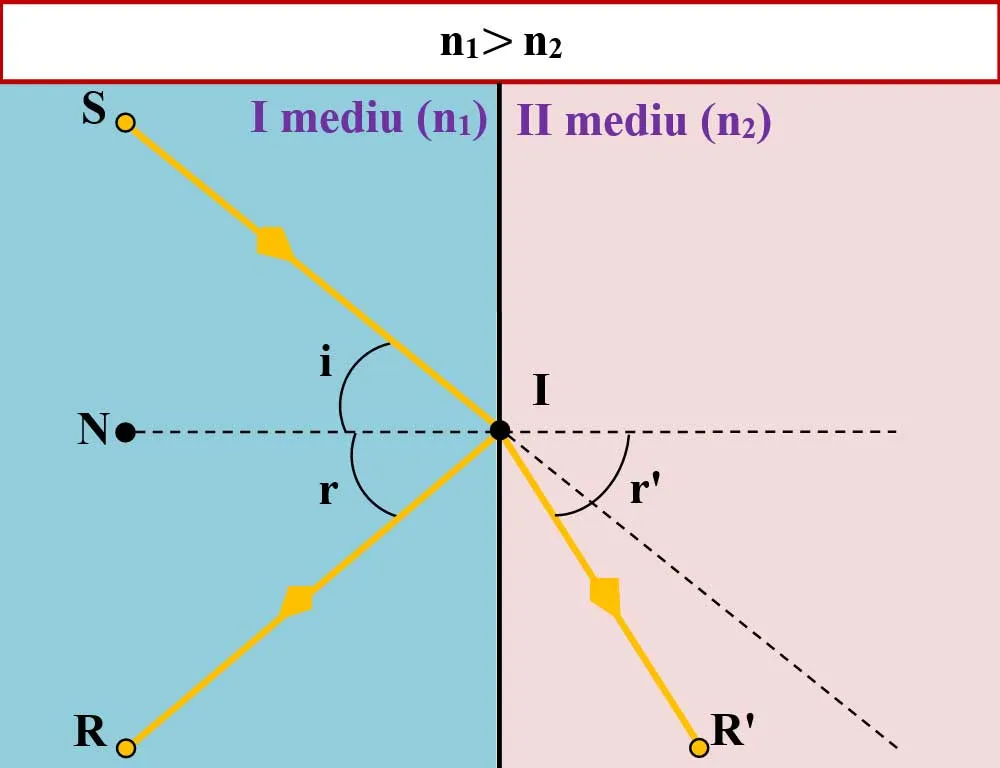 n₁> n₂
S
I mediu (n₁)
II mediu (n₂)
i
I
N
r
r'
R
R'